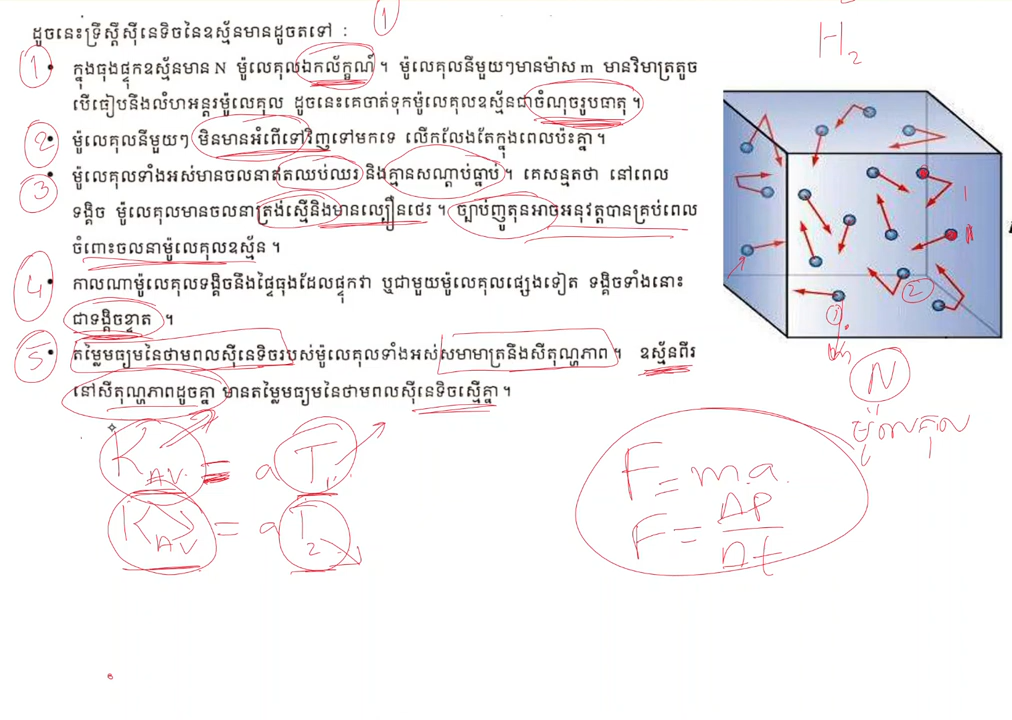 ①
ដូចនេះទ្រឹស្តីស៊ីនេទិចនៃឧស្ម័នមានដូចតទៅ :
H₂
① • ក្នុងធុងផ្ទុកឧស្ម័នមាន N ម៉ូលេគុលឯកល័ក្ខណ៍ ។ ម៉ូលេគុលនីមួយៗមានម៉ាស m មានវិមាត្រតូច
បើធៀបនឹងលំហអន្តរម៉ូលេគុល ដូចនេះគេចាត់ទុកម៉ូលេគុលឧស្ម័នជាចំណុចរូបធាតុ ។
② • ម៉ូលេគុលនីមួយៗ មិនមានអំពើទៅវិញទៅមកទេ លើកលែងតែក្នុងពេលប៉ះគ្នា ។
③ • ម៉ូលេគុលទាំងអស់មានចលនាឥតឈប់ឈរ និងគ្មានសណ្តាប់ធ្នាប់ ។ គេសន្មតថា នៅពេល
ទង្គិច ម៉ូលេគុលមានចលនាត្រង់ស្មើនិងមានល្បឿនថេរ ។ ច្បាប់ញូតុនអាចអនុវត្តបានគ្រប់ពេល
ចំពោះចលនាម៉ូលេគុលឧស្ម័ន ។
④ • កាលណាម៉ូលេគុលទង្គិចនឹងផ្ទៃធុងដែលផ្ទុកវា ឬជាមួយម៉ូលេគុលផ្សេងទៀត ទង្គិចទាំងនោះ
ជាទង្គិចខ្ទាត ។
⑤ • តម្លៃមធ្យមនៃថាមពលស៊ីនេទិចរបស់ម៉ូលេគុលទាំងអស់សមាមាត្រនឹងសីតុណ្ហភាព ។ ឧស្ម័នពីរ
នៅសីតុណ្ហភាពដូចគ្នា មានតម្លៃមធ្យមនៃថាមពលស៊ីនេទិចស្មើគ្នា ។
①
②
N
ម៉ូលេគុល
K_AV = a T₁
K_AV = a T₂
F = m.a
F = Δp/Δt